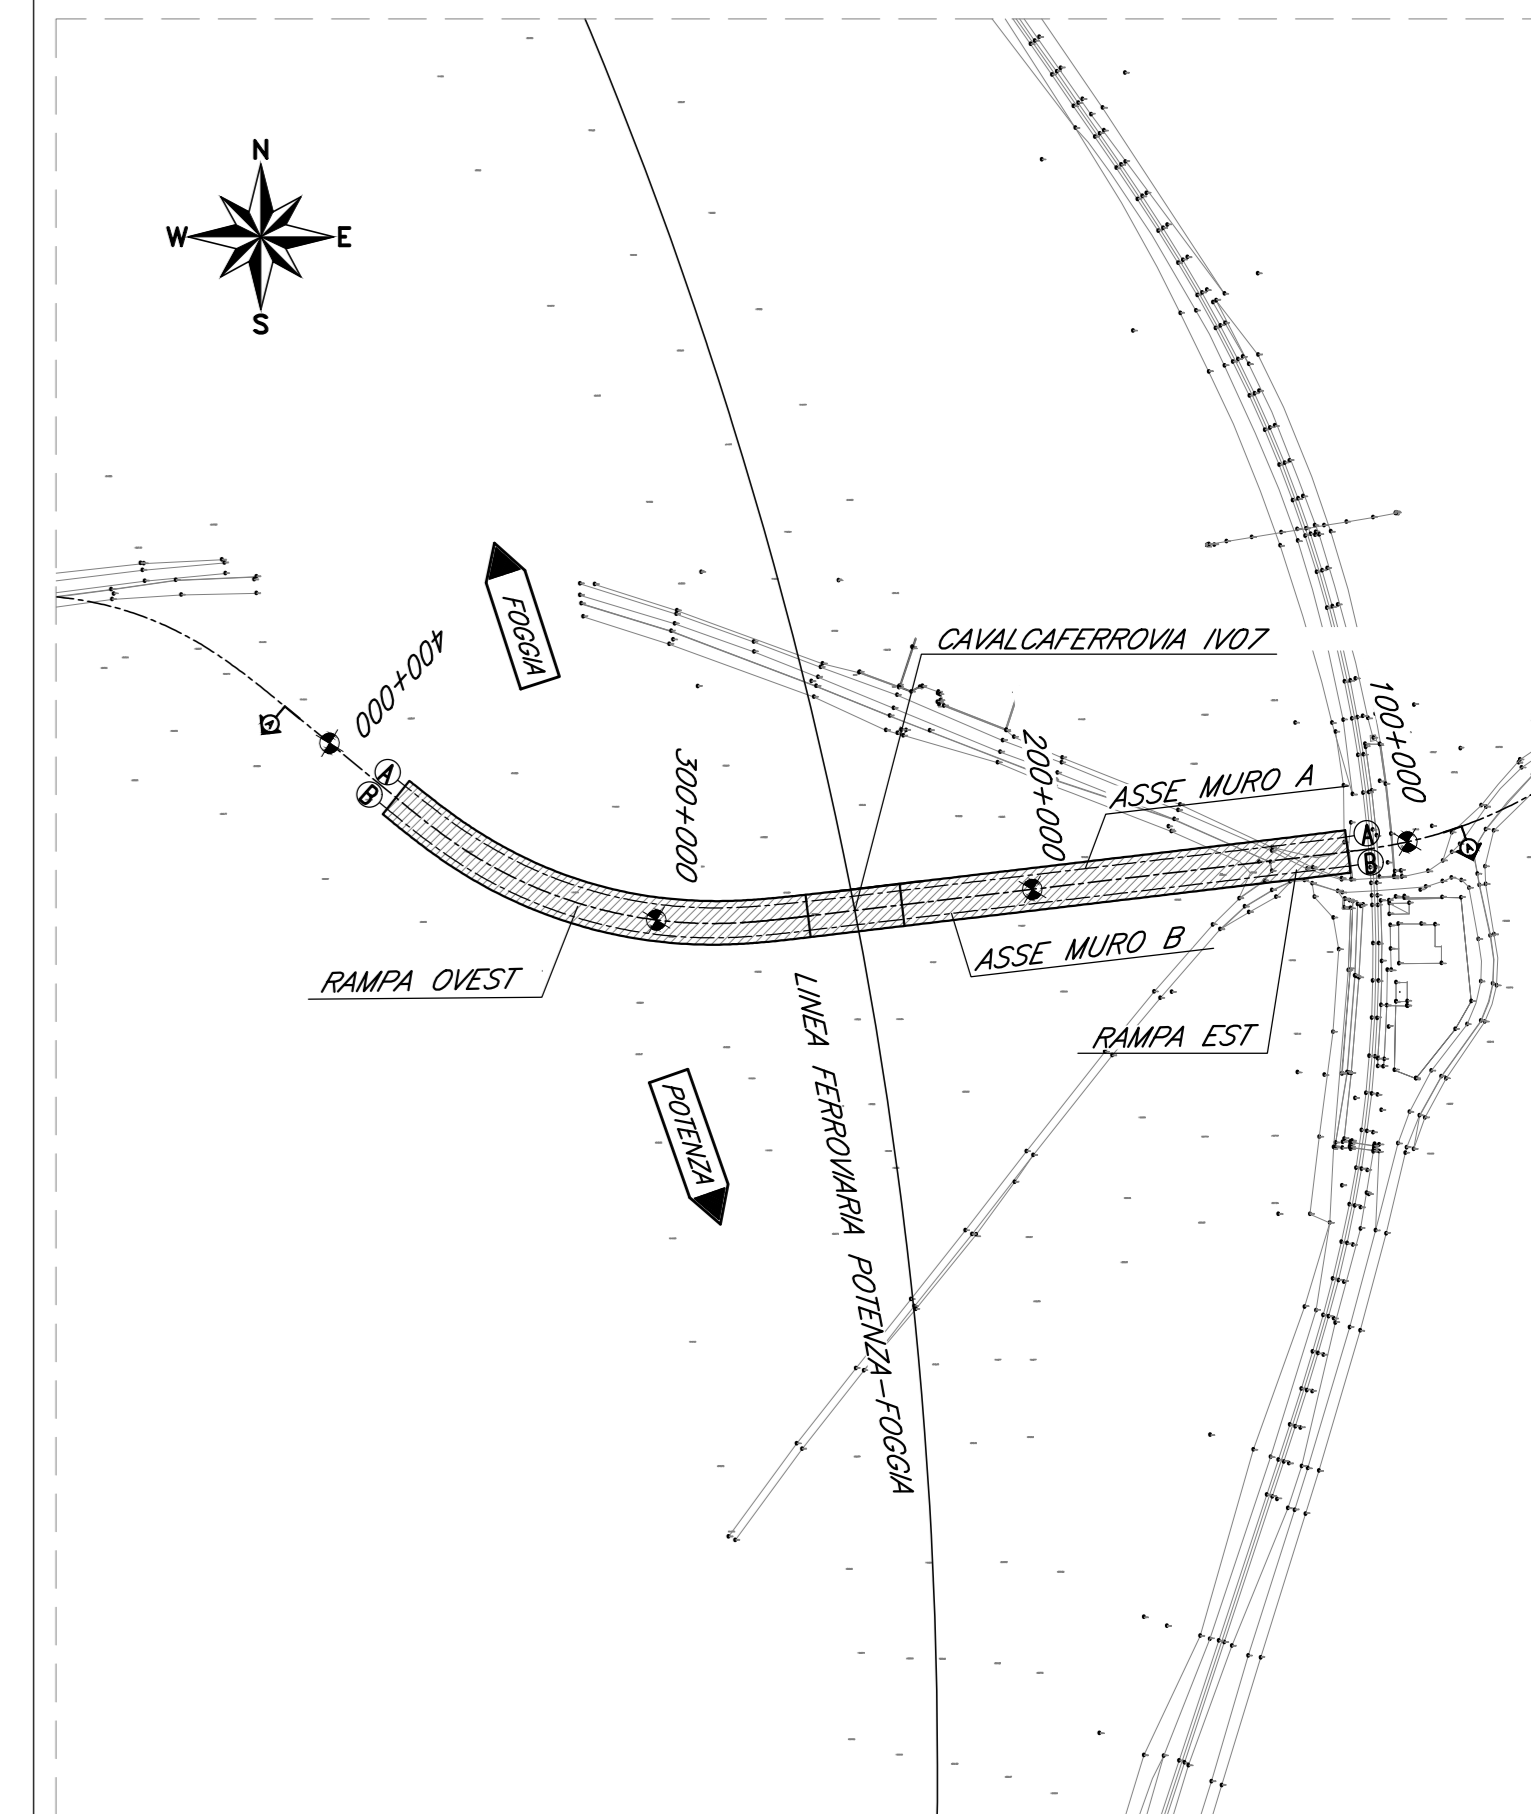 N
W
E
S
FOGGIA
400+000
CAVALCAFERROVIA IV07
100+000
300+000
200+000
ASSE MURO A
A
B
A
B
A
A
RAMPA OVEST
ASSE MURO B
RAMPA EST
LINEA FERROVIARIA POTENZA-FOGGIA
POTENZA